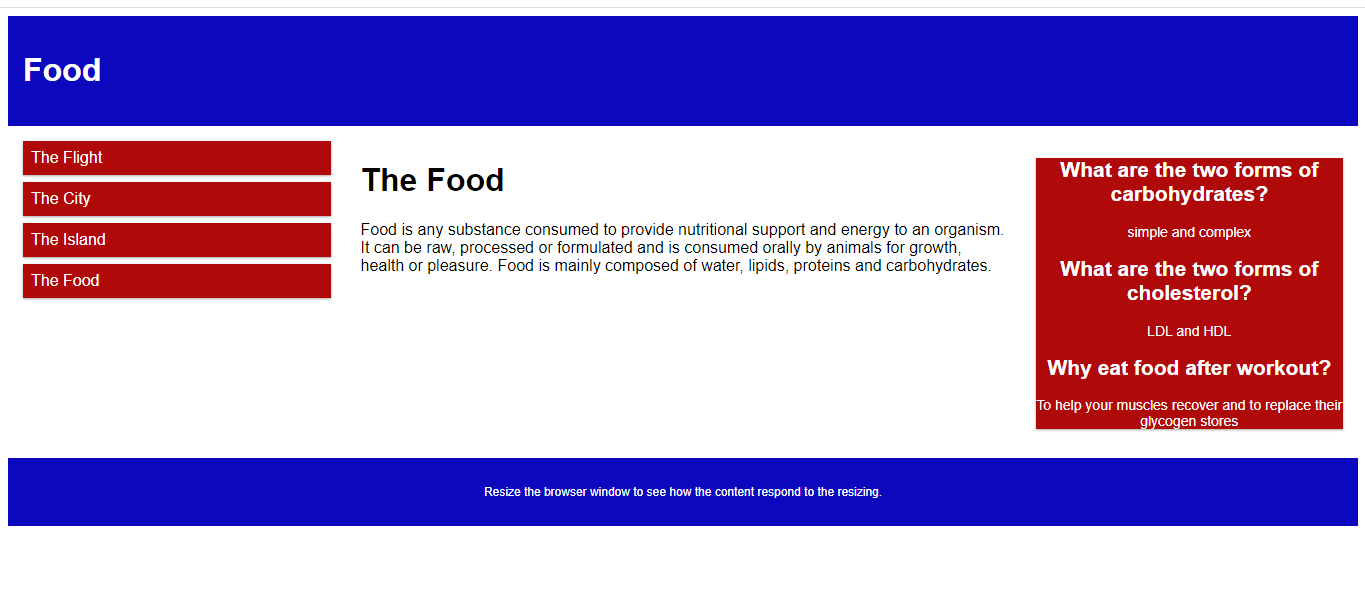 Food
The Flight
The City
The Island
The Food
The Food
Food is any substance consumed to provide nutritional support and energy to an organism.
It can be raw, processed or formulated and is consumed orally by animals for growth,
health or pleasure. Food is mainly composed of water, lipids, proteins and carbohydrates.
What are the two forms of
carbohydrates?
simple and complex
What are the two forms of
cholesterol?
LDL and HDL
Why eat food after workout?
To help your muscles recover and to replace their
glycogen stores
Resize the browser window to see how the content respond to the resizing.